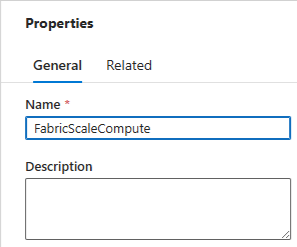 Properties
General Related
Name *
FabricScaleCompute
Description